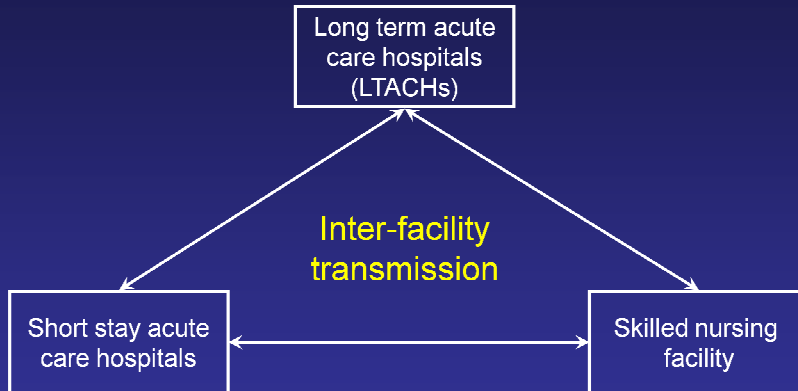 Long term acute
care hospitals
(LTACHs)
Inter-facility
transmission
Short stay acute
care hospitals
Skilled nursing
facility